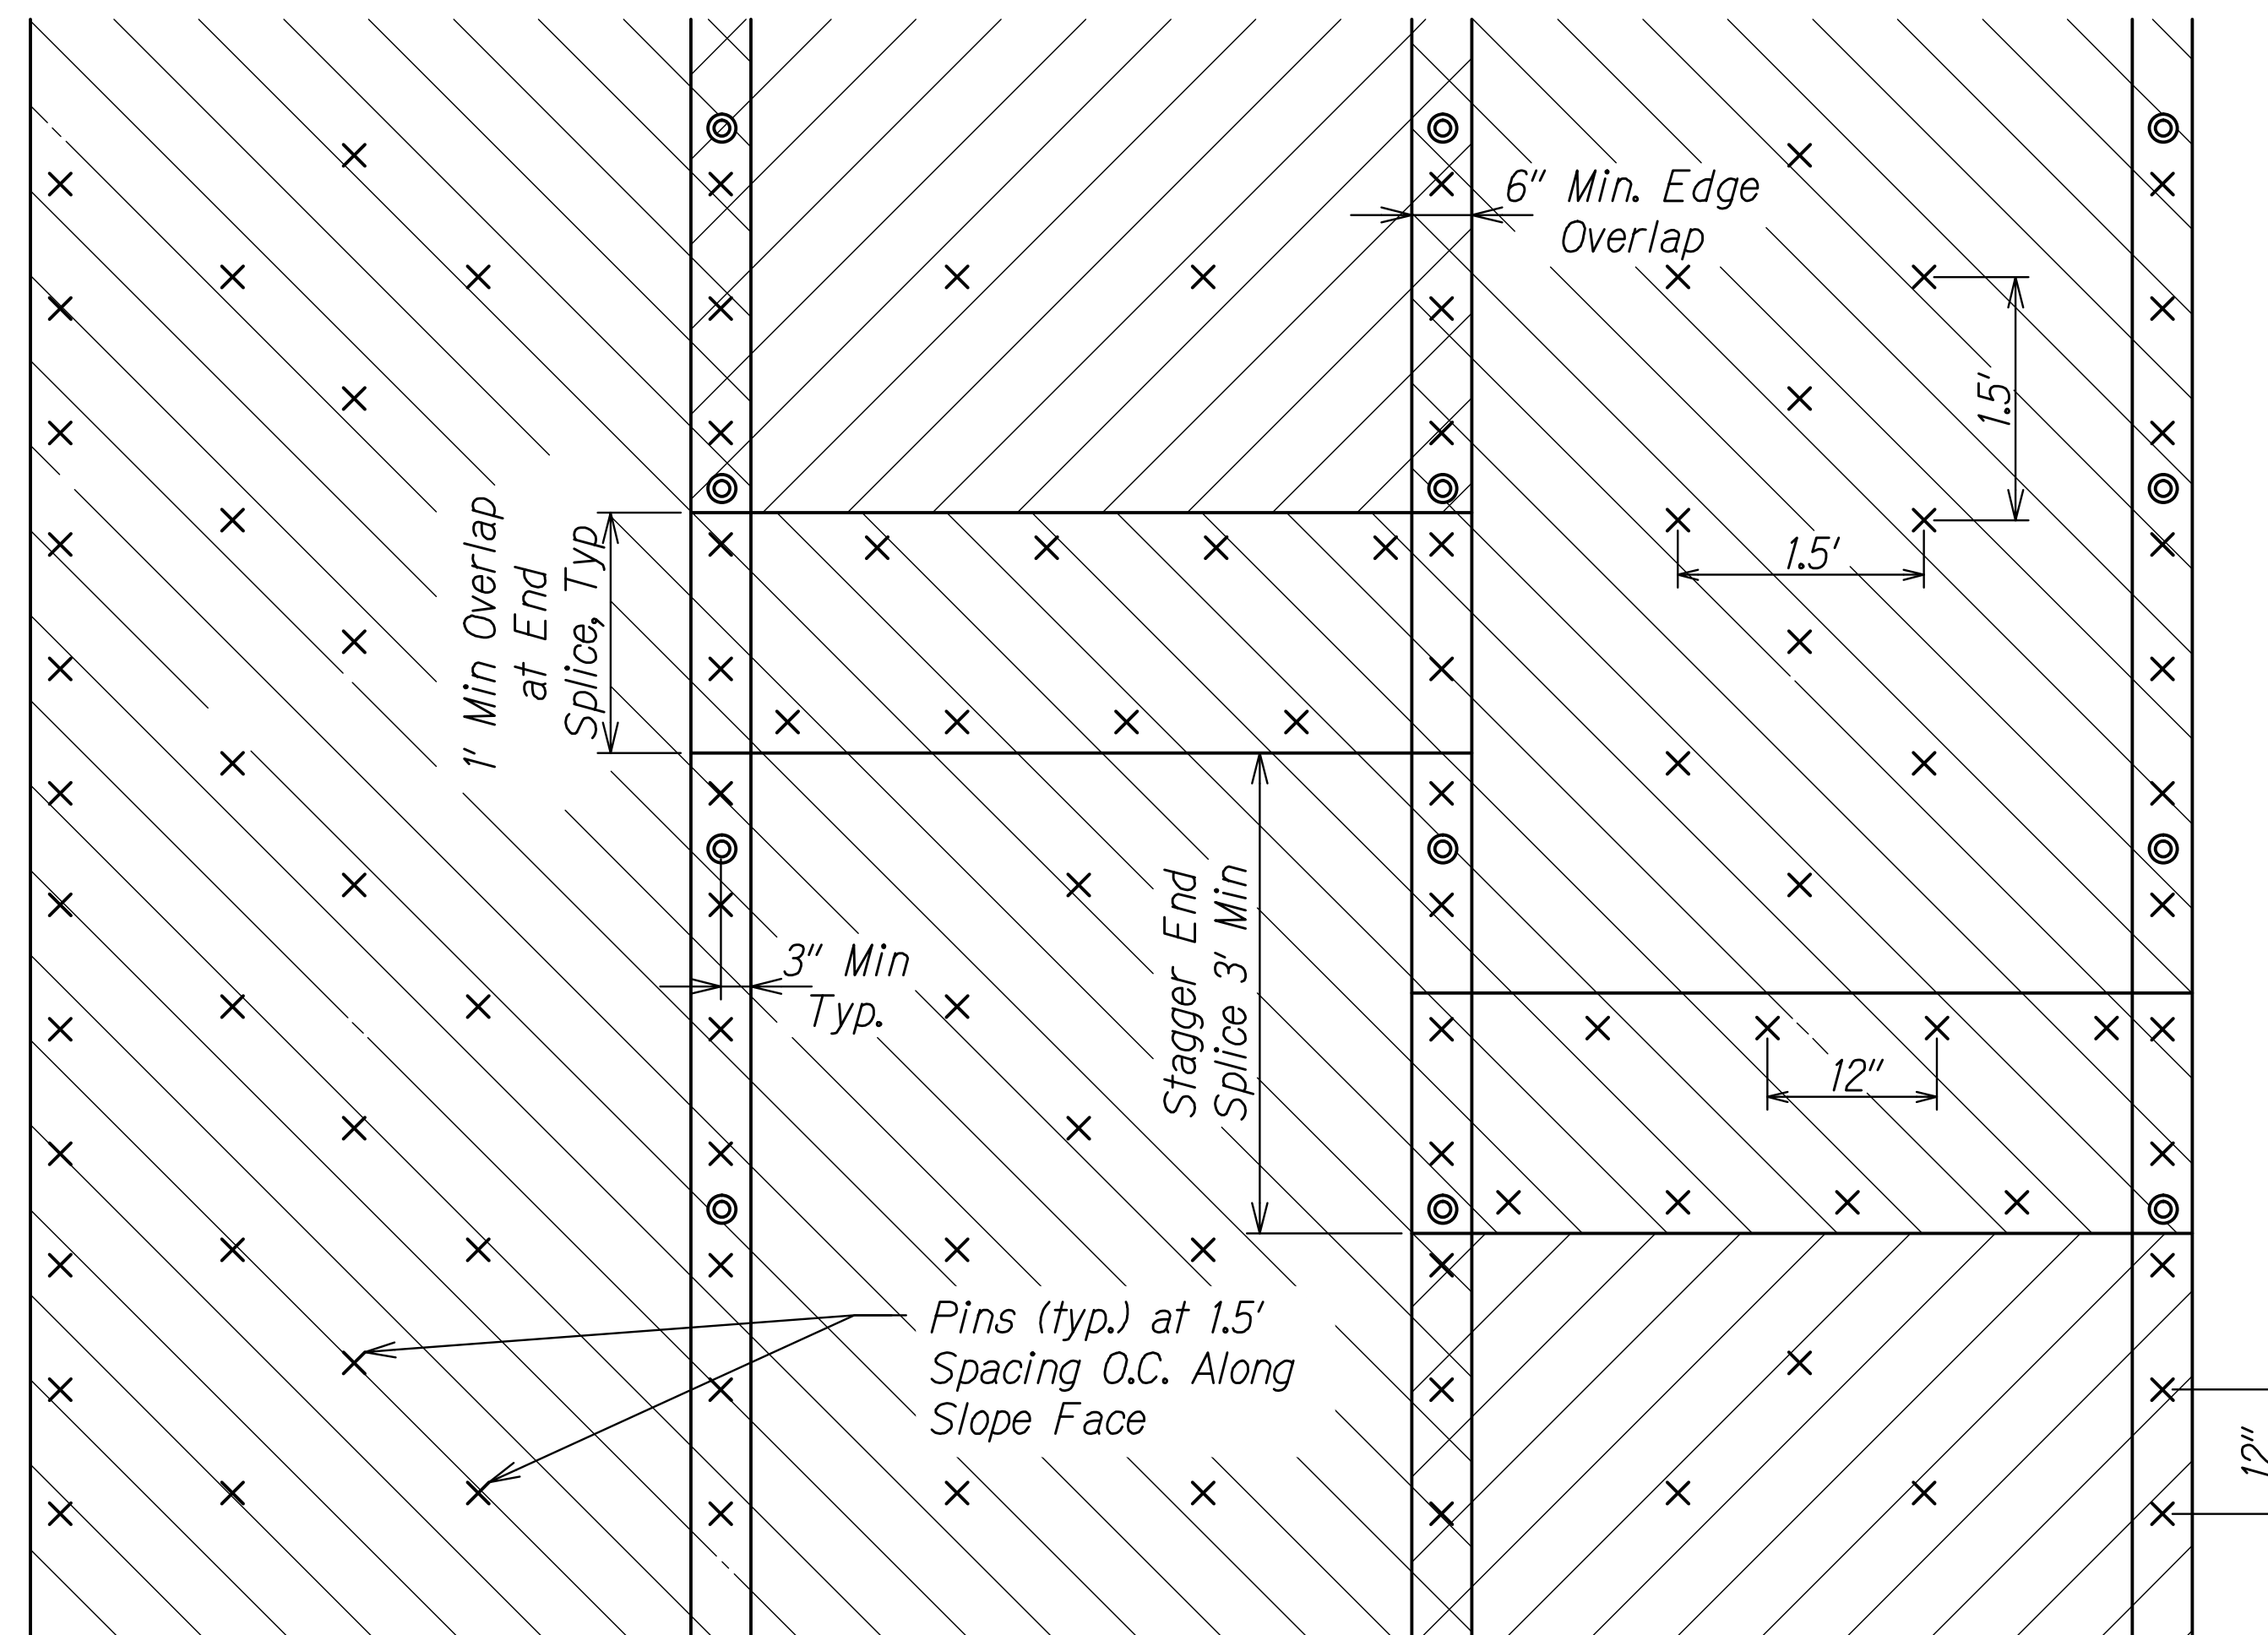 6" Min. Edge
Overlap
1.5'
1.5'
1' Min Overlap
at End
Splice, Typ
Stagger End
Splice 3' Min
3" Min
Typ.
12"
Pins (typ.) at 1.5'
Spacing O.C. Along
Slope Face
12"